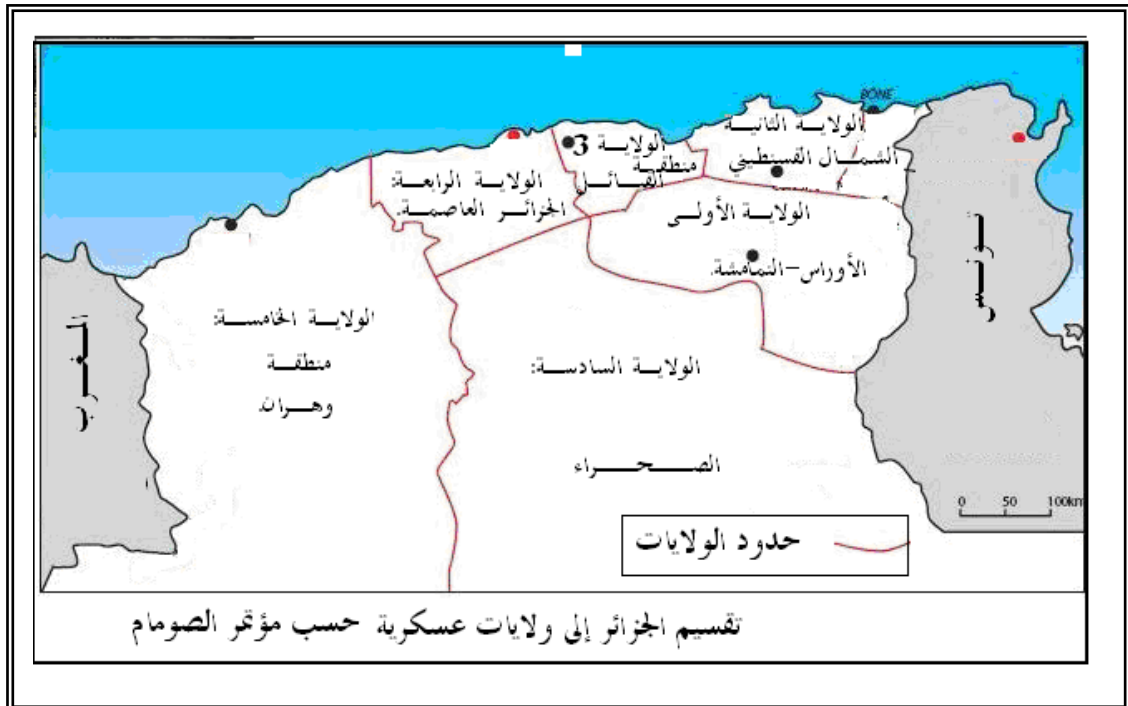 BÔNE
الولاية الثانية
الشمال القسنطيني
الولاية 3
منطقة
القبائل
الولاية الرابعة:
الجزائر العاصمة.
الولاية الأولى
الأوراس-النمامشة.
تونس
المغرب
الولاية الخامسة:
منطقة
وهران
الولاية السادسة:
الصحراء
0 50 100km
حدود الولايات
تقسيم الجزائر إلى ولايات عسكرية حسب مؤتمر الصومام